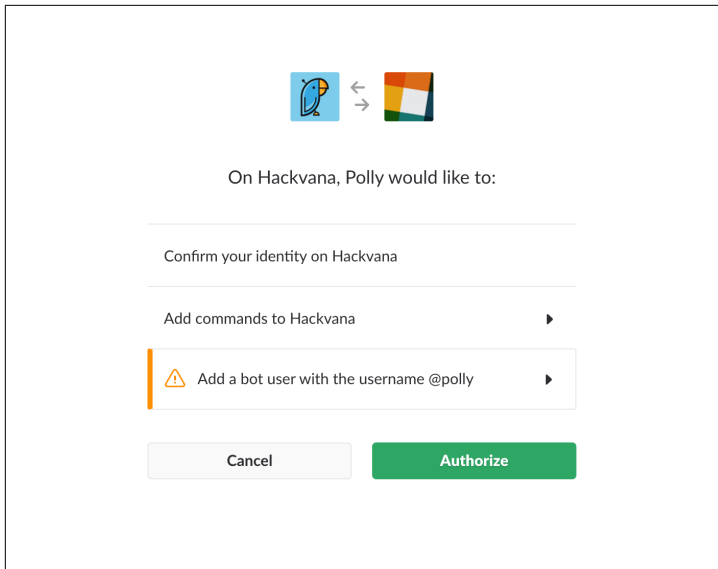 On Hackvana, Polly would like to:
Confirm your identity on Hackvana
Add commands to Hackvana
Add a bot user with the username @polly
Cancel
Authorize